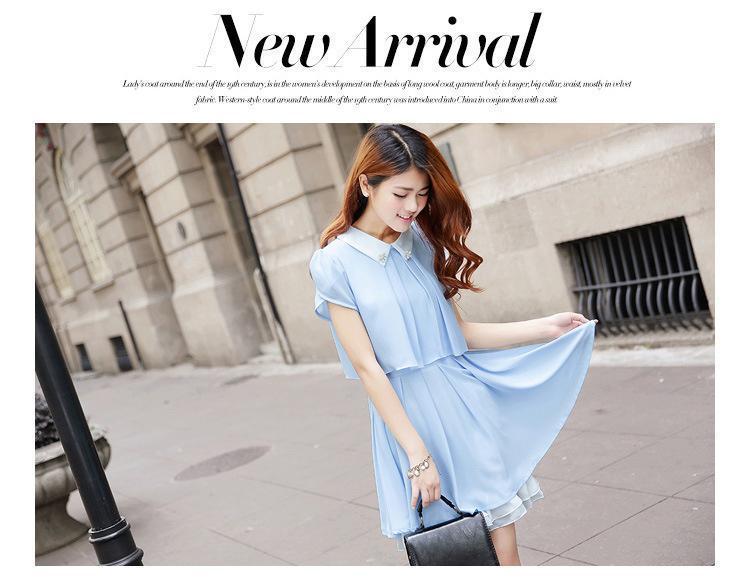 New Arrival
Lady's coat around the end of the 19th century, is in the women's development on the basis of long wool coat, garment body is longer, big collar, waist, mostly in velvet
fabric. Western-style coat around the middle of the 19th century was introduced into China in conjunction with a suit.